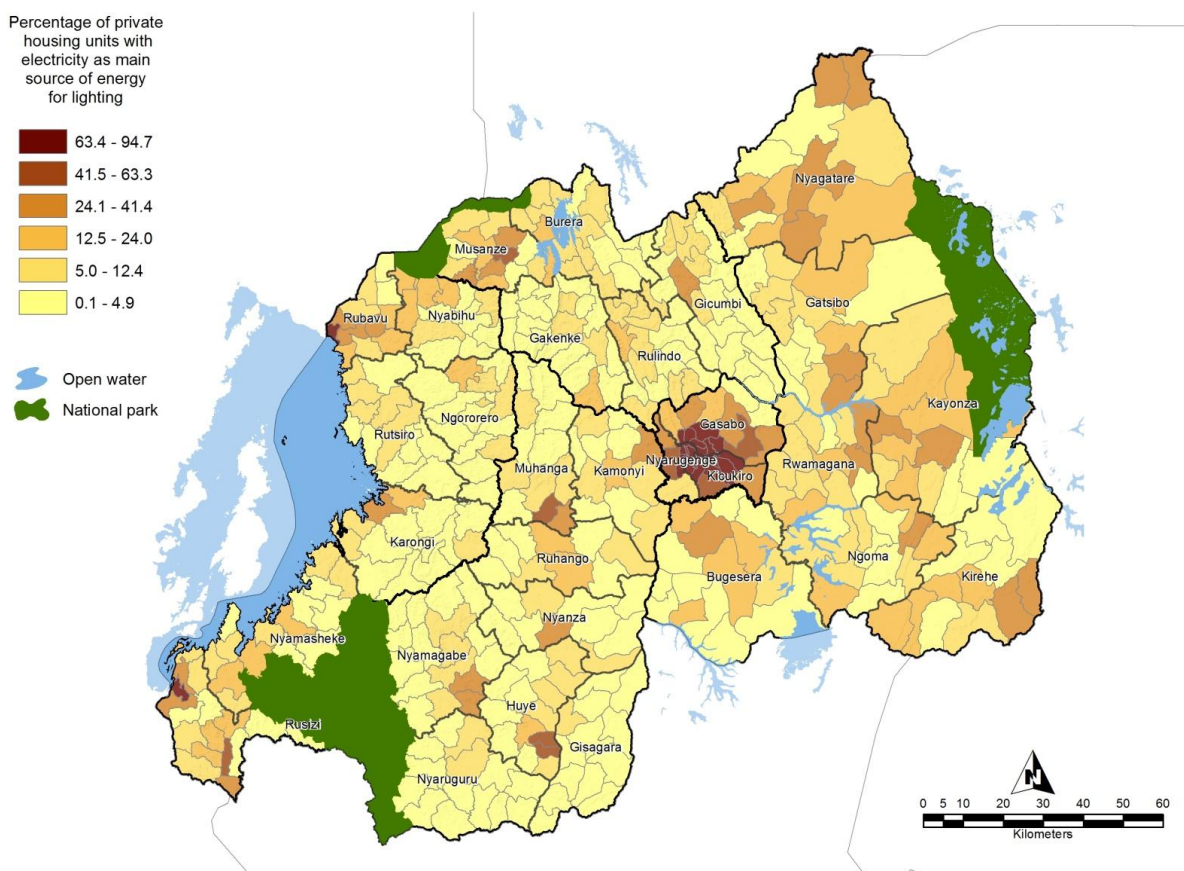 Percentage of private
housing units with
electricity as main
source of energy
for lighting
63.4 - 94.7
41.5 - 63.3
24.1 - 41.4
12.5 - 24.0
5.0 - 12.4
0.1 - 4.9
Open water
National park
Nyagatare
Burera
Musanze
Gicumbi
Gatsibo
Rubavu
Nyabihu
Gakenke
Rulindo
Kayonza
Gasabo
Ngororero
Rutsiro
Muhanga
Kamonyi
Nyarugenge
Rwamagana
Kicukiro
Karongi
Ruhango
Ngoma
Bugesera
Kirehe
Nyanza
Nyamasheke
Nyamagabe
Huye
Rusizi
Gisagara
Nyaruguru
N
0 5 10 20 30 40 50 60
Kilometers